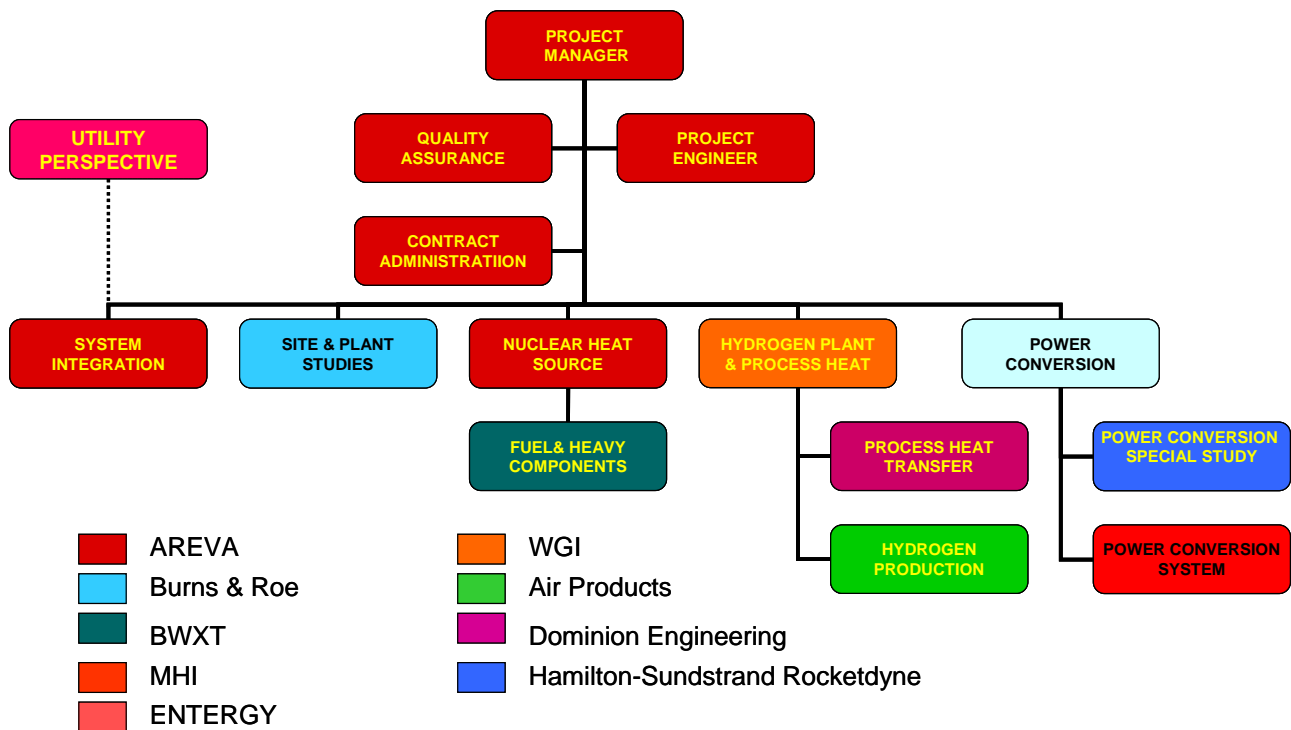 PROJECT
MANAGER
UTILITY
PERSPECTIVE
QUALITY
ASSURANCE
PROJECT
ENGINEER
CONTRACT
ADMINISTRATIION
SYSTEM
INTEGRATION
SITE & PLANT
STUDIES
NUCLEAR HEAT
SOURCE
HYDROGEN PLANT
& PROCESS HEAT
POWER
CONVERSION
FUEL& HEAVY
COMPONENTS
PROCESS HEAT
TRANSFER
POWER CONVERSION
SPECIAL STUDY
HYDROGEN
PRODUCTION
POWER CONVERSION
SYSTEM
AREVA
Burns & Roe
BWXT
MHI
ENTERGY
WGI
Air Products
Dominion Engineering
Hamilton-Sundstrand Rocketdyne